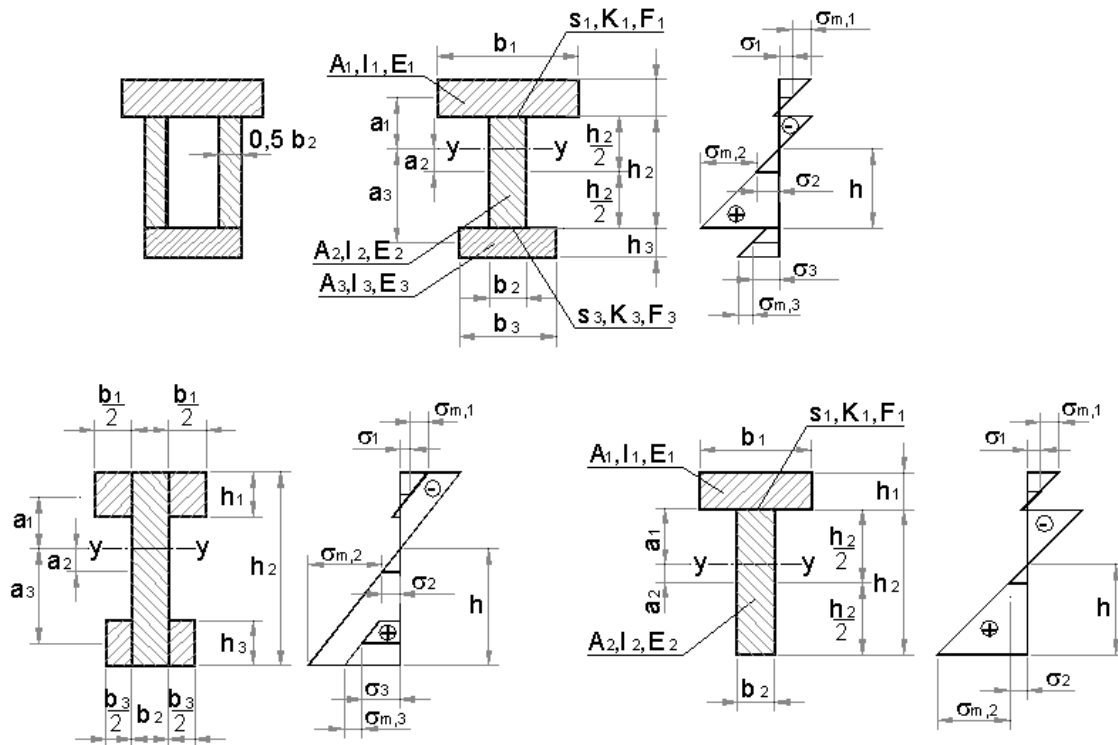 0,5 b2
b1
s1, K1, F1
A1, I1, E1
a1
a2
a3
y y
h2/2
h2/2
h2
h3
A2, I2, E2
A3, I3, E3
b2
b3
s3, K3, F3
σm,1
σ1
⊖
σm,2
σ2
h
⊕
σ3
σm,3
b1/2 b1/2
a1
a2
a3
y y
h1
h2
h3
b3/2 b2 b3/2
σm,1
σ1
⊖
σm,2
σ2
h
⊕
σ3
σm,3
s1, K1, F1
b1
A1, I1, E1
h1
a1
a2
y y
h2/2
h2/2
h2
A2, I2, E2
b2
σm,1
σ1
⊖
h
⊕
σ2
σm,2